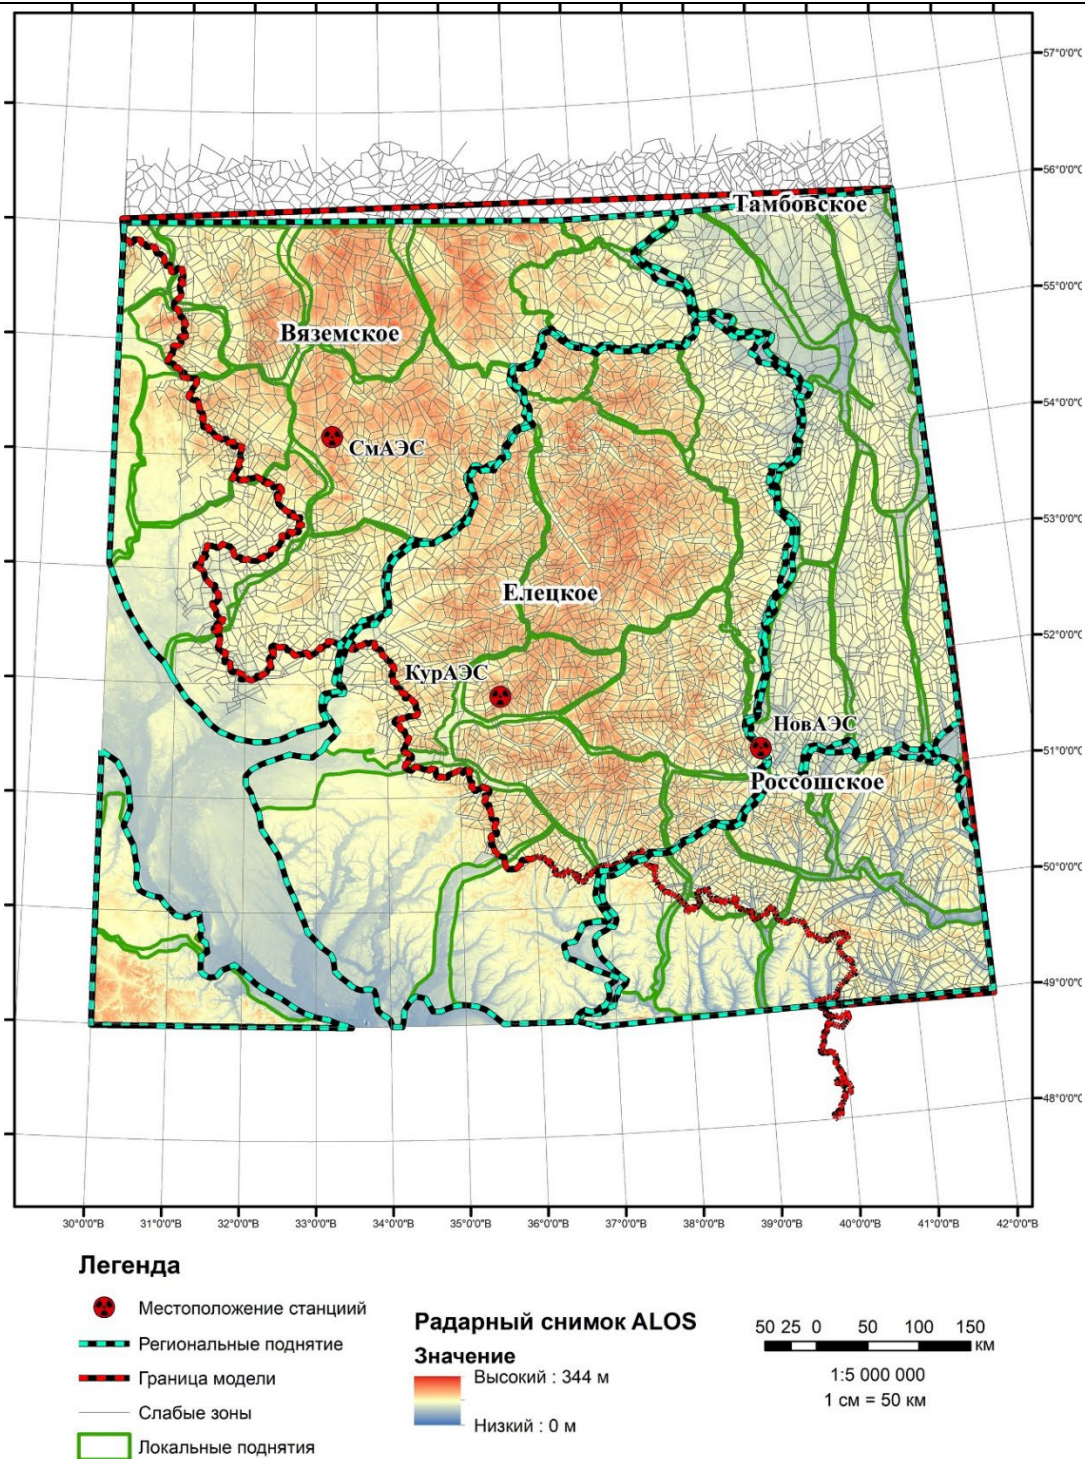 57°0'0"С
56°0'0"С
Тамбовское
55°0'0"С
Вяземское
54°0'0"С
СмАЭС
53°0'0"С
Елецкое
52°0'0"С
КурАЭС
НовАЭС
51°0'0"С
Россошское
50°0'0"С
49°0'0"С
48°0'0"С
30°0'0"В 31°0'0"В 32°0'0"В 33°0'0"В 34°0'0"В 35°0'0"В 36°0'0"В 37°0'0"В 38°0'0"В 39°0'0"В 40°0'0"В 41°0'0"В 42°0'0"В
Легенда
Местоположение станциий
Региональные поднятие
Граница модели
Слабые зоны
Локальные поднятия
Радарный снимок ALOS
Значение
Высокий : 344 м
Низкий : 0 м
50 25 0 50 100 150
км
1:5 000 000
1 см = 50 км